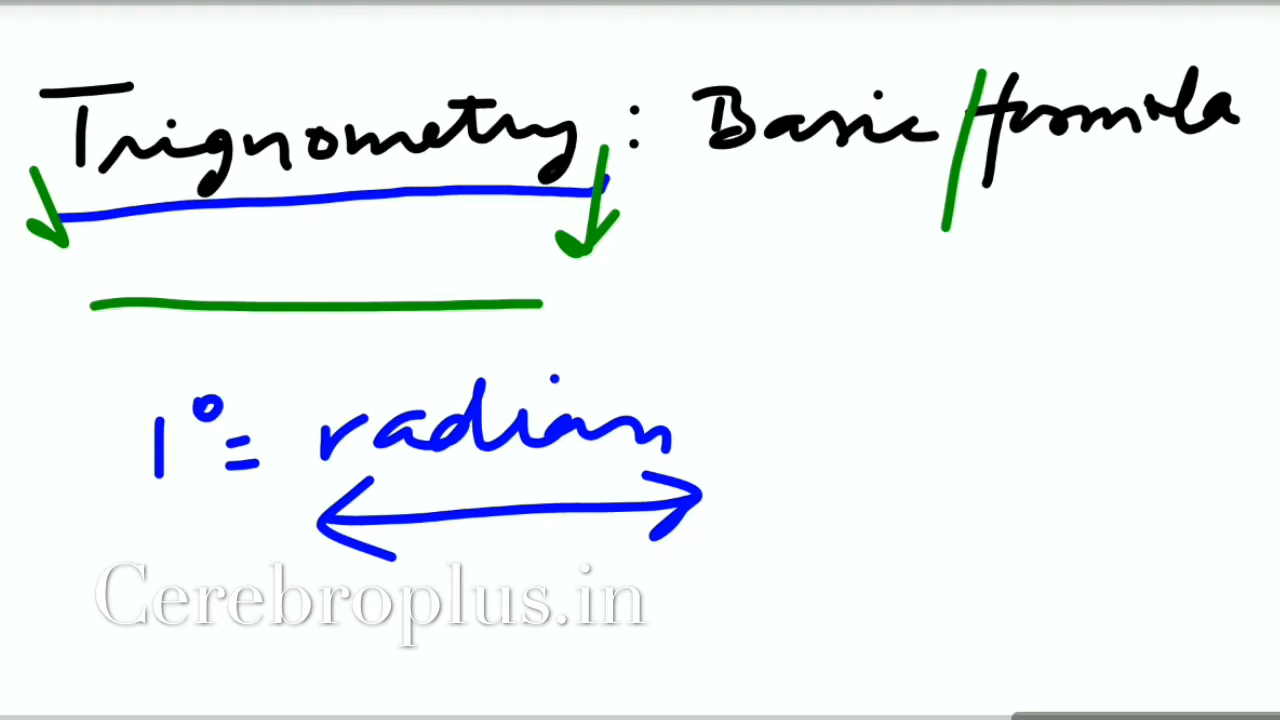 Trignometry : Basic / formula
1° = radian
Cerebroplus.in